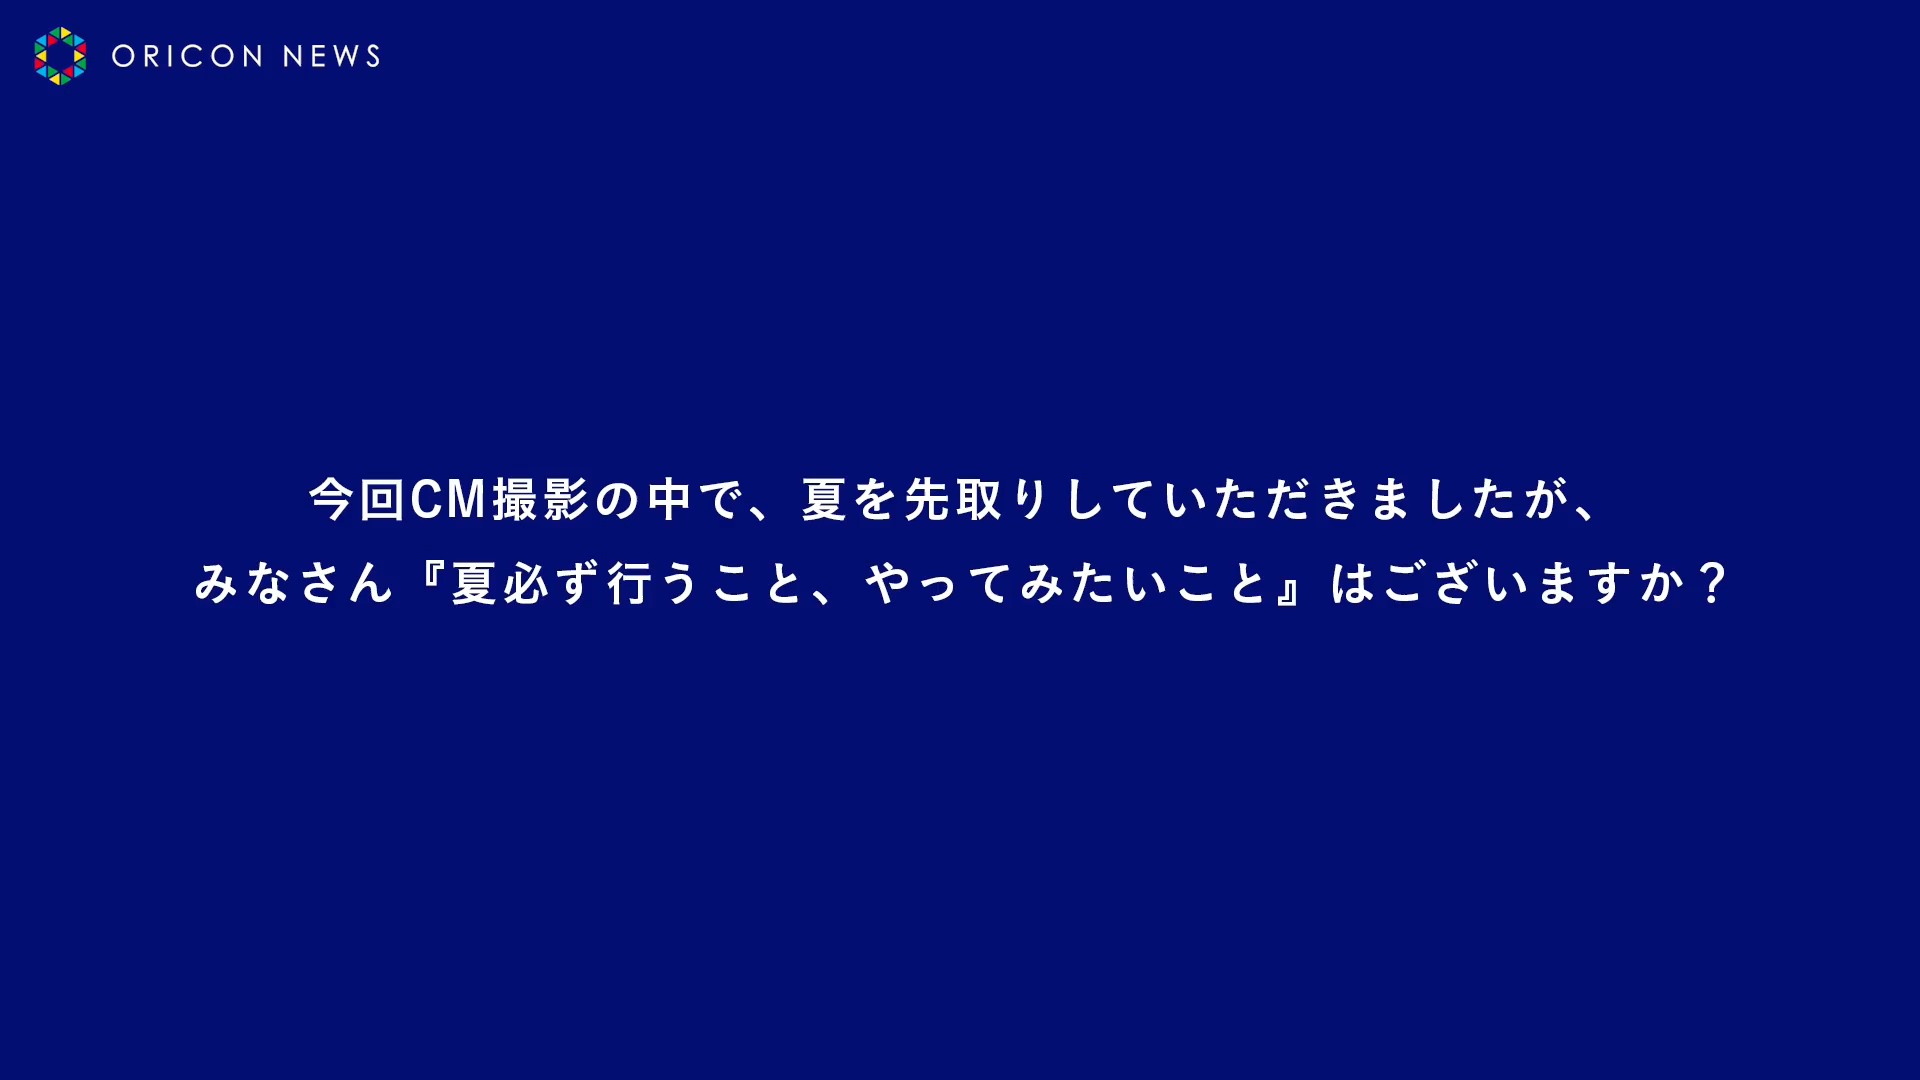 ORICON NEWS
今回CM撮影の中で、夏を先取りしていただきましたが、
みなさん『夏必ず行うこと、やってみたいこと』はございますか？